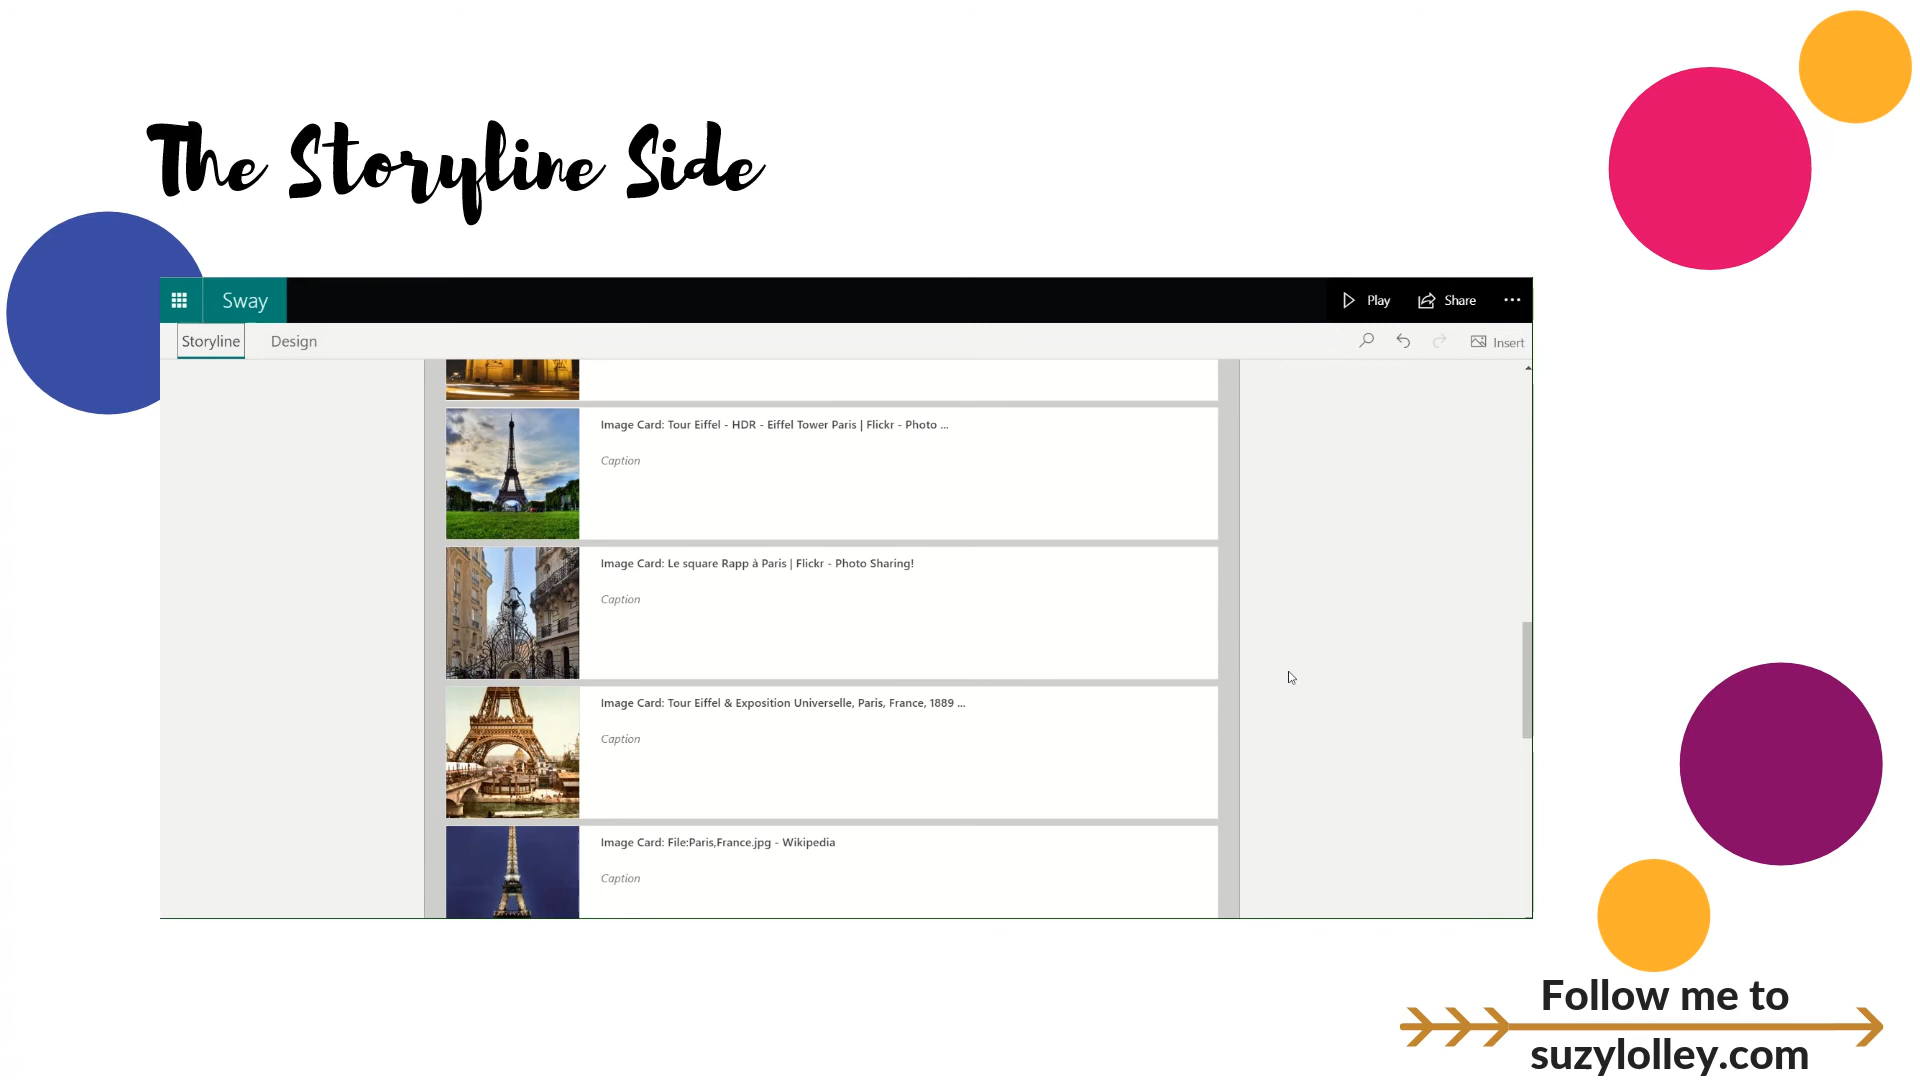 The Storyline Side
Sway
Play
Share
Storyline
Design
Insert
Image Card: Tour Eiffel - HDR - Eiffel Tower Paris | Flickr - Photo ...
Caption
Image Card: Le square Rapp à Paris | Flickr - Photo Sharing!
Caption
Image Card: Tour Eiffel & Exposition Universelle, Paris, France, 1889 ...
Caption
Image Card: File:Paris,France.jpg - Wikipedia
Caption
Follow me to
suzylolley.com